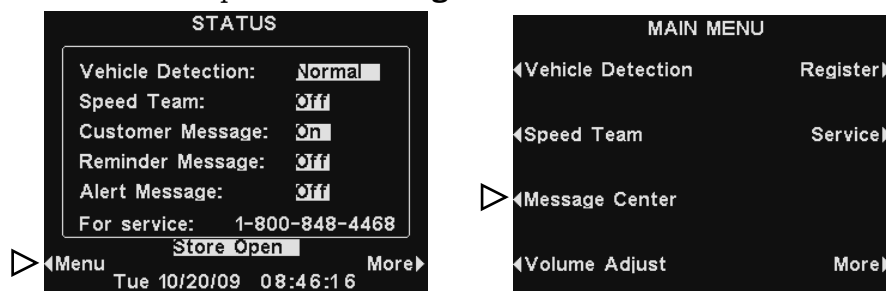 STATUS
Vehicle Detection: Normal
Speed Team: Off
Customer Message: On
Reminder Message: Off
Alert Message: Off
For service: 1-800-848-4468
Store Open
Menu More
Tue 10/20/09 08:46:16
MAIN MENU
Vehicle Detection Register
Speed Team Service
Message Center
Volume Adjust More